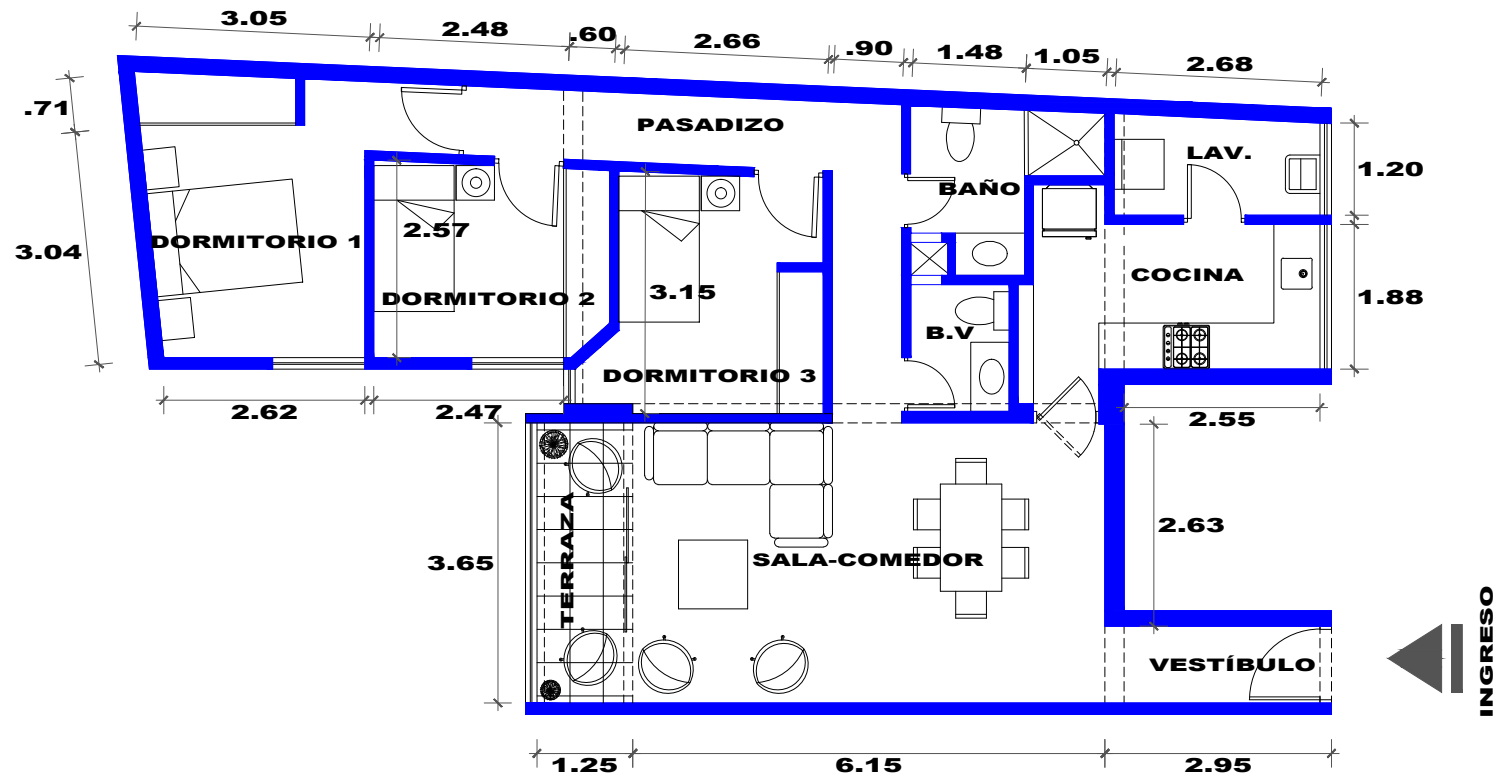 3.05
2.48
.60
2.66
.90
1.48
1.05
2.68
.71
PASADIZO
LAV.
1.20
BAÑO
3.04
DORMITORIO 1
2.57
DORMITORIO 2
3.15
COCINA
1.88
B.V
DORMITORIO 3
2.62
2.47
2.55
3.65
TERRAZA
SALA-COMEDOR
2.63
VESTÍBULO
INGRESO
1.25
6.15
2.95